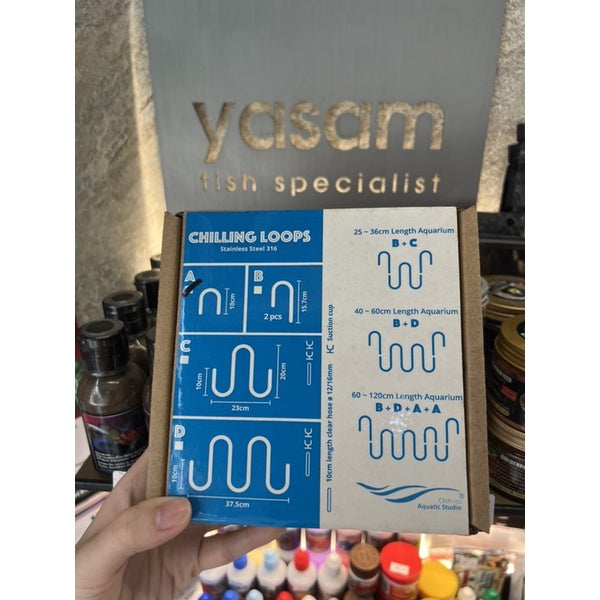 yasam
fish specialist
CHILLING LOOPS
Stainless Steel 316
A
10cm
B
2 pcs
15.7cm
C
10cm
20cm
23cm
D
10cm
37.5cm
10cm length clear hose ø 12/16mm
Suction cup
25 ~ 36cm Length Aquarium
B + C
40 ~ 60cm Length Aquarium
B + D
60 ~ 120cm Length Aquarium
B + D + A + A
Chihiros
®
Aquatic Studio